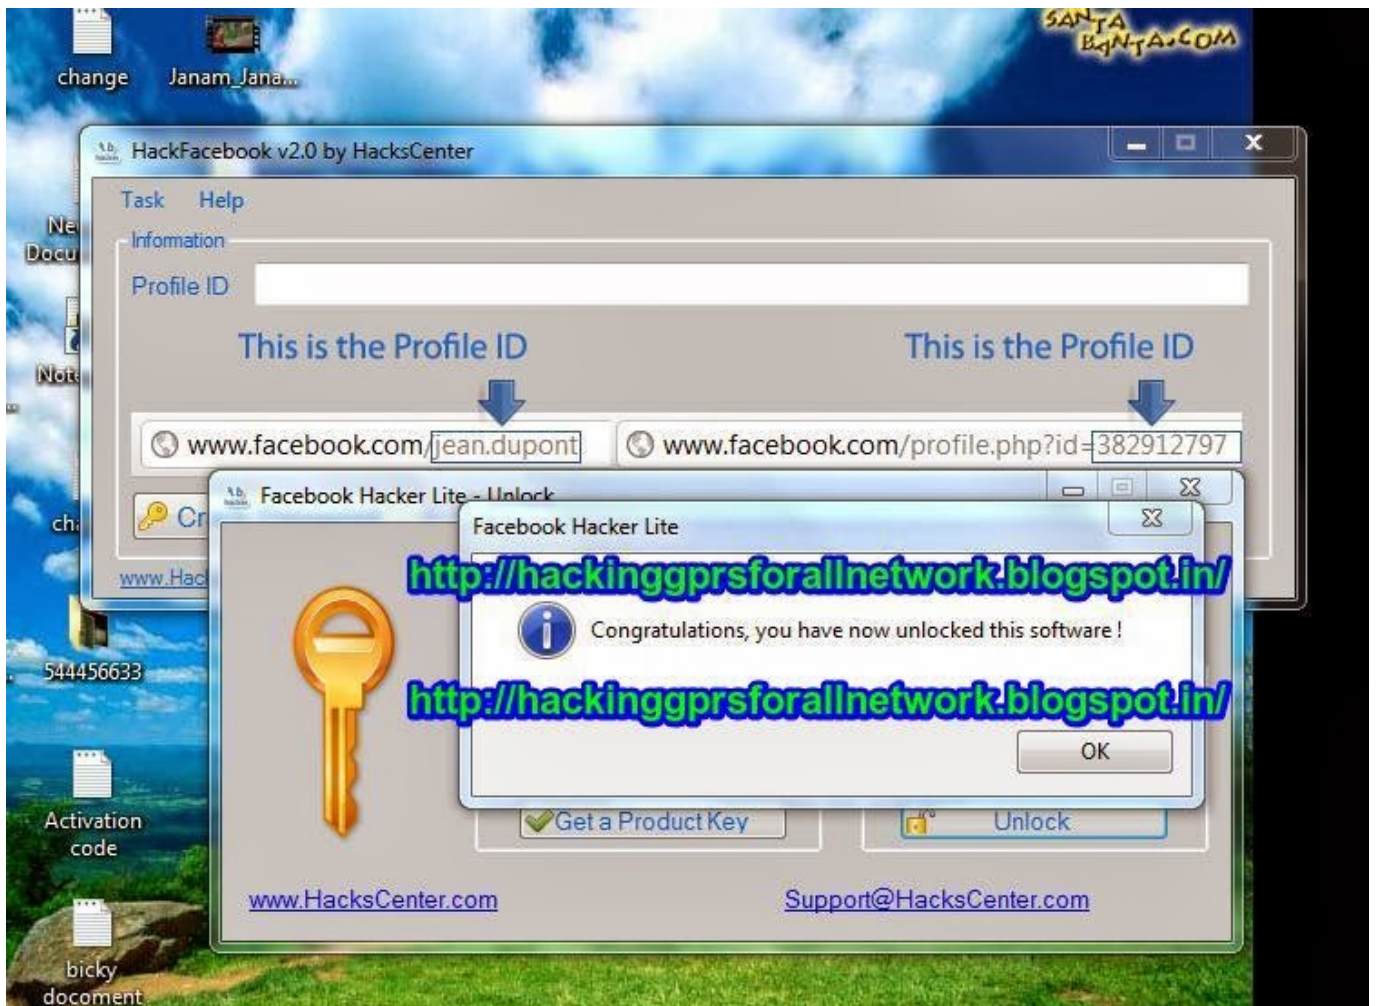 SANTA
BANTA.COM
change
Janam_Jana...
HackFacebook v2.0 by HacksCenter
Task Help
Information
Profile ID
This is the Profile ID
This is the Profile ID
www.facebook.com/jean.dupont
www.facebook.com/profile.php?id=382912797
Facebook Hacker Lite - Unlock
Facebook Hacker Lite
http://hackinggprsforallnetwork.blogspot.in/
Congratulations, you have now unlocked this software !
http://hackinggprsforallnetwork.blogspot.in/
OK
544456633
Get a Product Key
Unlock
Activation
code
www.HacksCenter.com
Support@HacksCenter.com
bicky
docoment